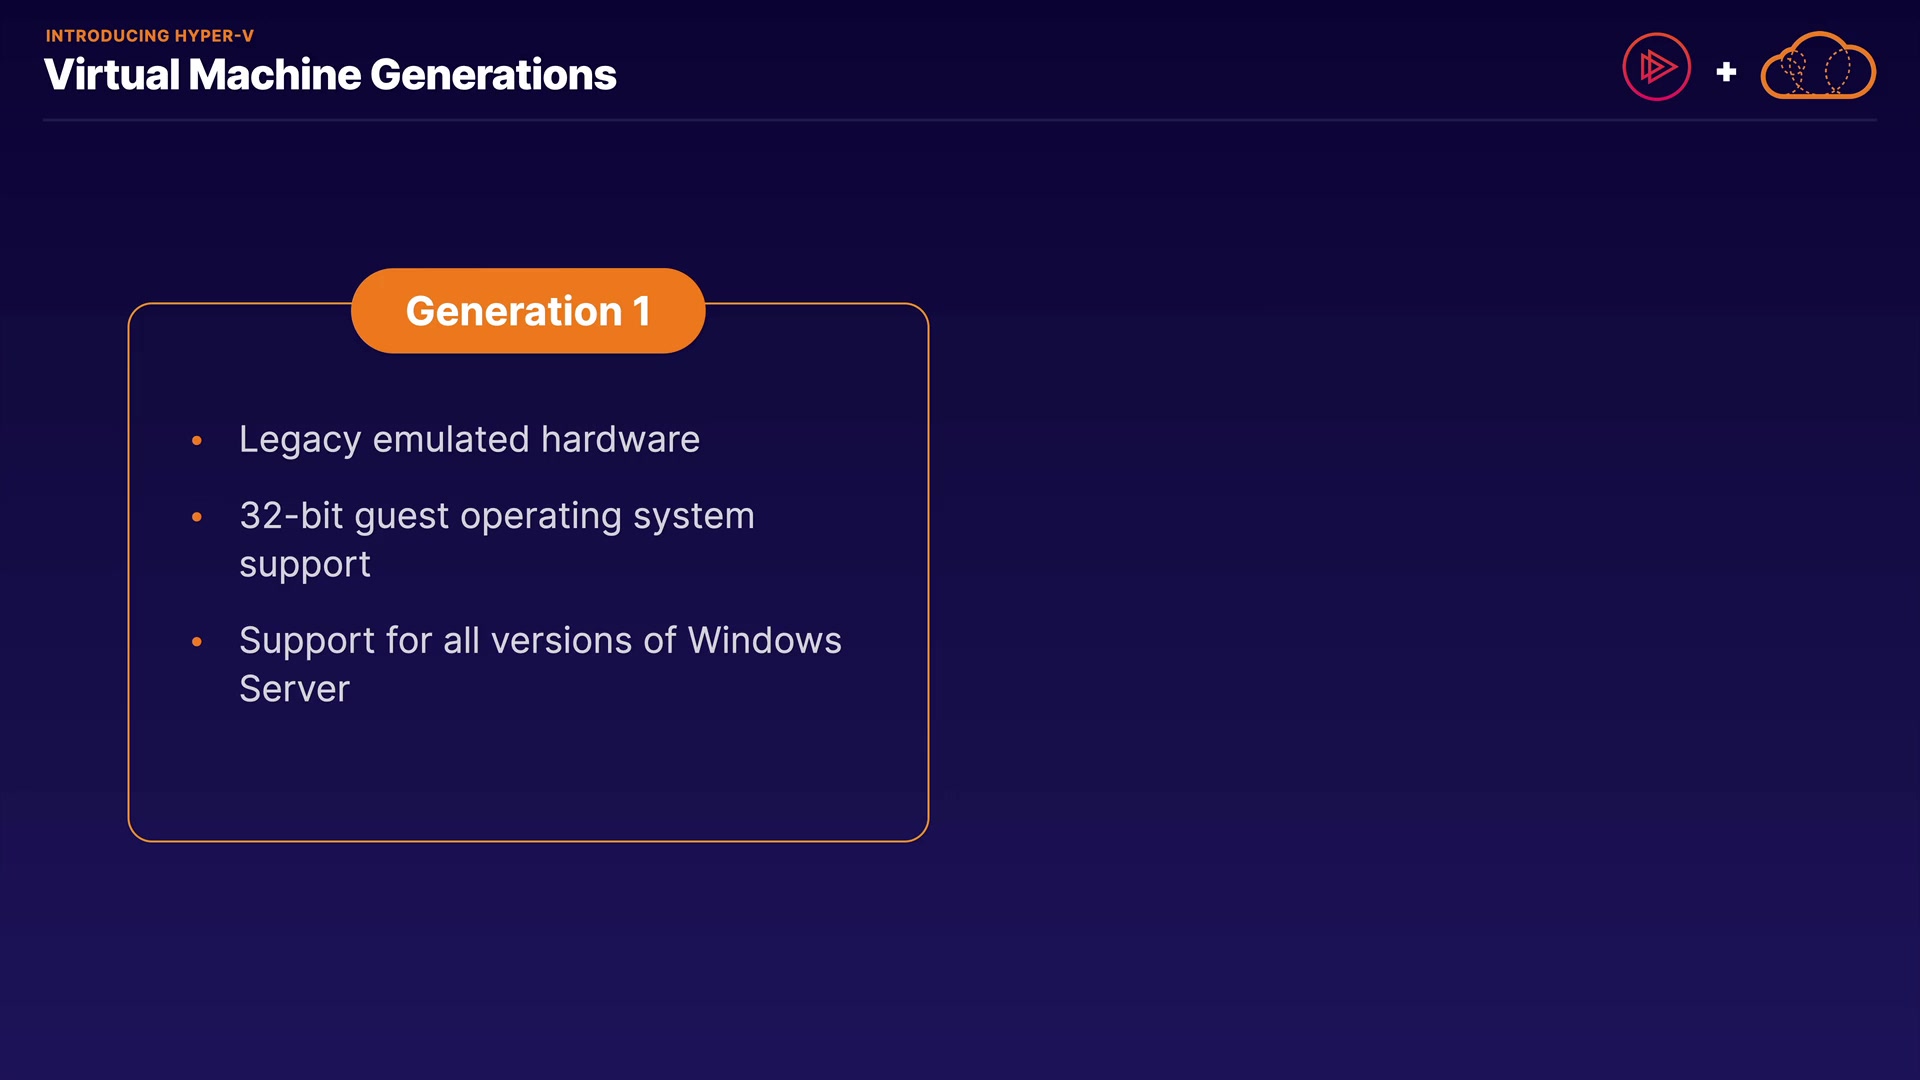 INTRODUCING HYPER-V
Virtual Machine Generations
Generation 1
• Legacy emulated hardware
• 32-bit guest operating system
support
• Support for all versions of Windows
Server